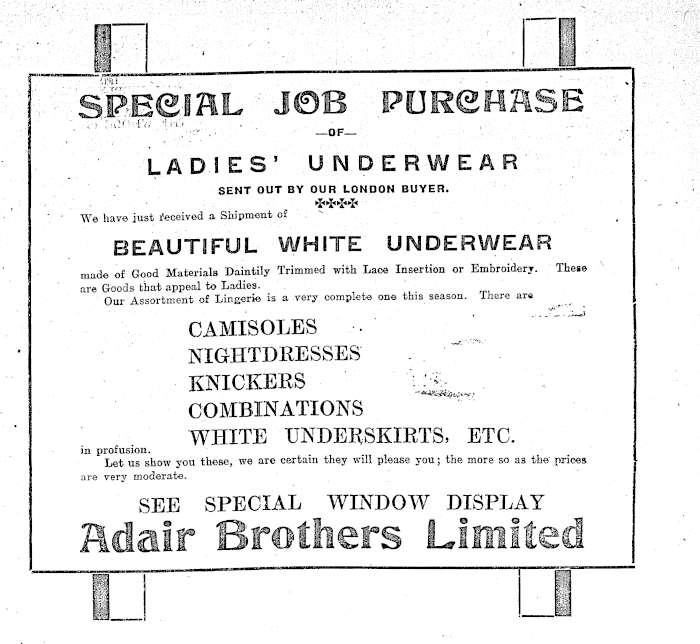 SPECIAL JOB PURCHASE
—OF—
LADIES' UNDERWEAR
SENT OUT BY OUR LONDON BUYER.
We have just received a Shipment of
BEAUTIFUL WHITE UNDERWEAR
made of Good Materials Daintily Trimmed with Lace Insertion or Embroidery. These
are Goods that appeal to Ladies.
Our Assortment of Lingerie is a very complete one this season. There are
CAMISOLES
NIGHTDRESSES
KNICKERS
COMBINATIONS
WHITE UNDERSKIRTS, ETC.
in profusion.
Let us show you these, we are certain they will please you; the more so as the prices
are very moderate.
SEE SPECIAL WINDOW DISPLAY
Adair Brothers Limited